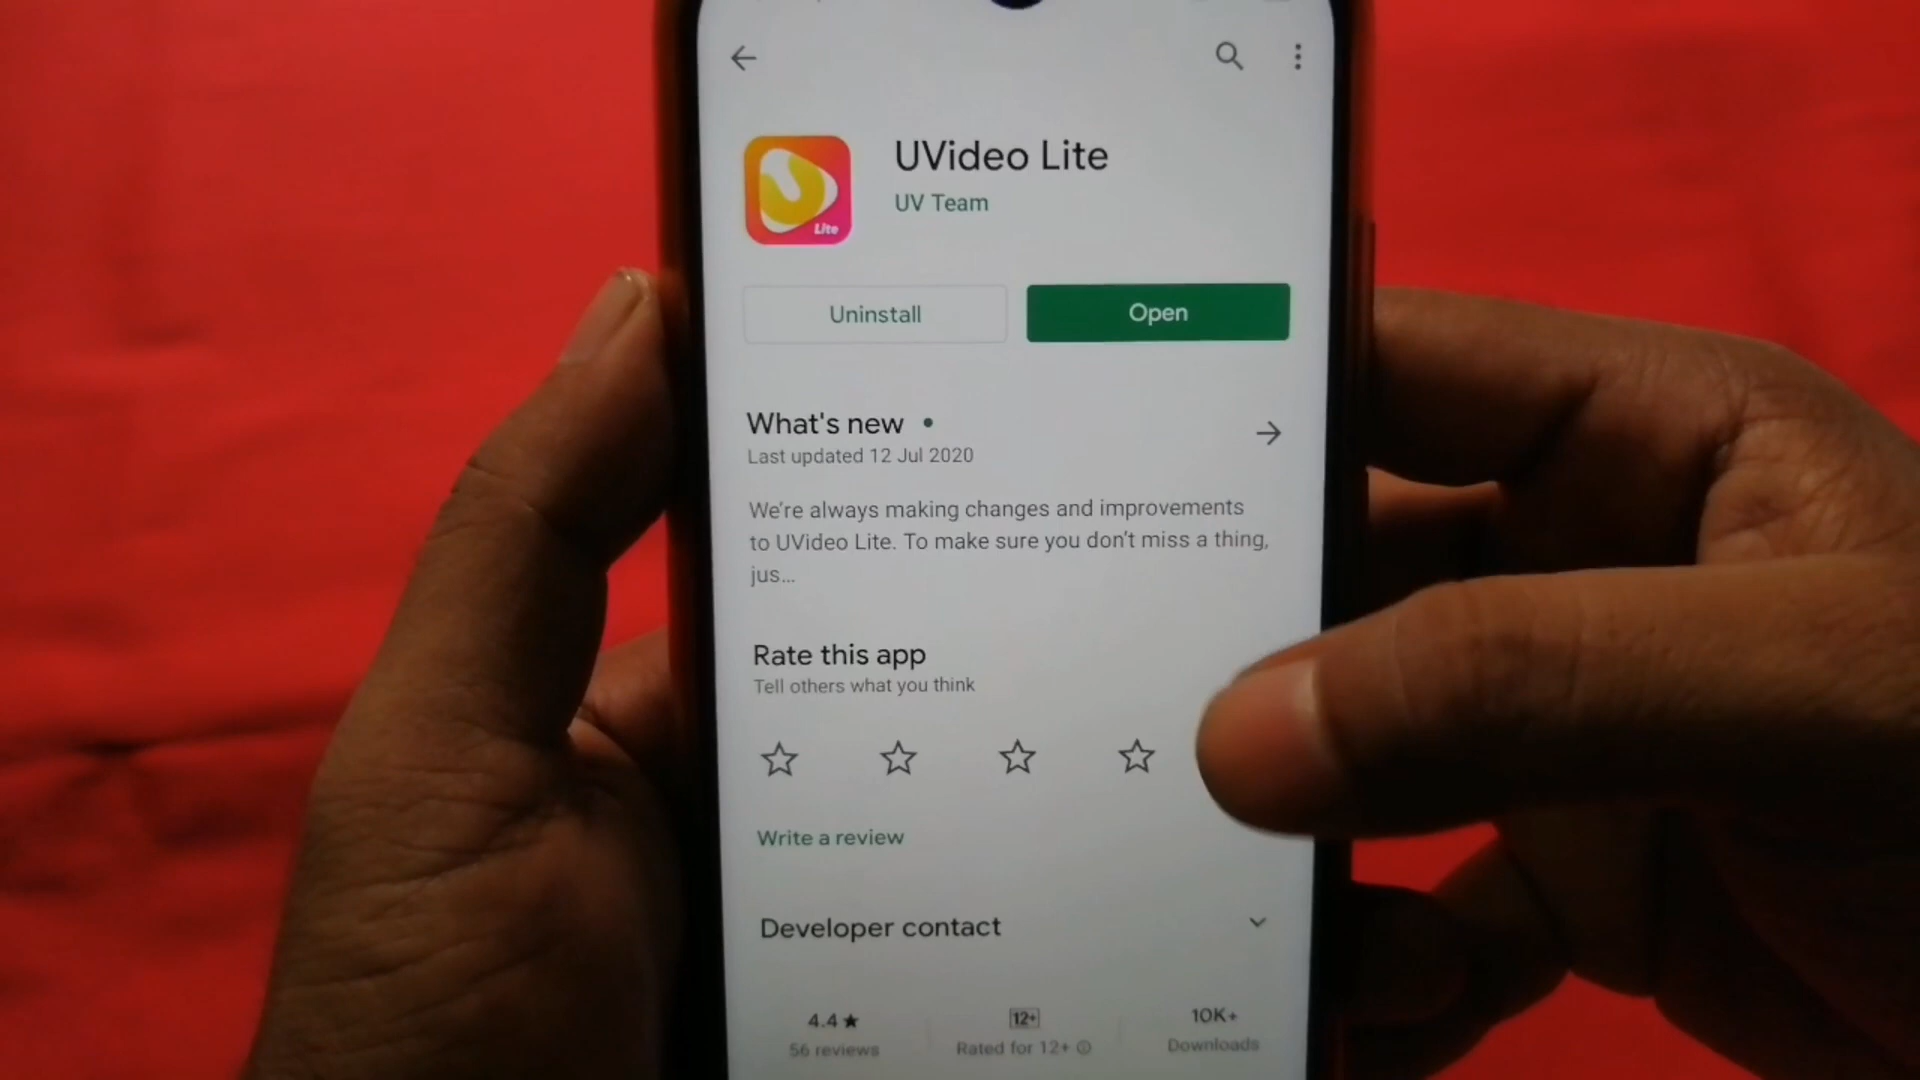 UVideo Lite
UV Team
Lite
Uninstall
Open
What's new •
Last updated 12 Jul 2020
We're always making changes and improvements
to UVideo Lite. To make sure you don't miss a thing,
jus...
Rate this app
Tell others what you think
Write a review
Developer contact
4.4★
12+
10K+
56 reviews
Rated for 12+
Downloads